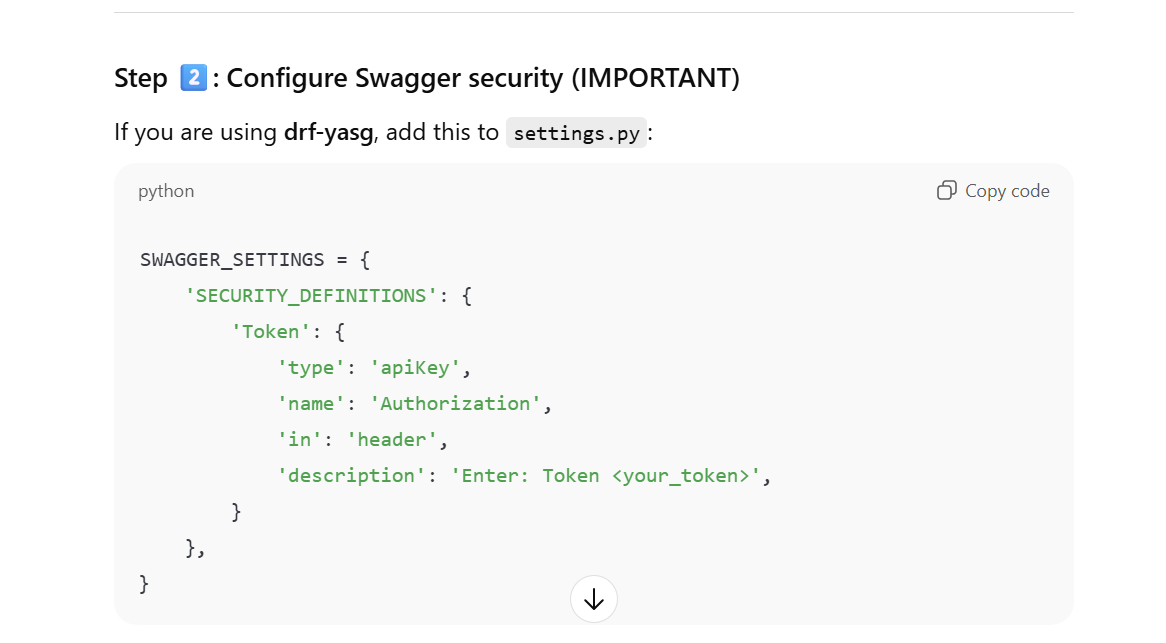 Step 2️⃣: Configure Swagger security (IMPORTANT)
If you are using drf-yasg, add this to settings.py:
python
Copy code
SWAGGER_SETTINGS = {
    'SECURITY_DEFINITIONS': {
        'Token': {
            'type': 'apiKey',
            'name': 'Authorization',
            'in': 'header',
            'description': 'Enter: Token <your_token>',
        }
    },
}